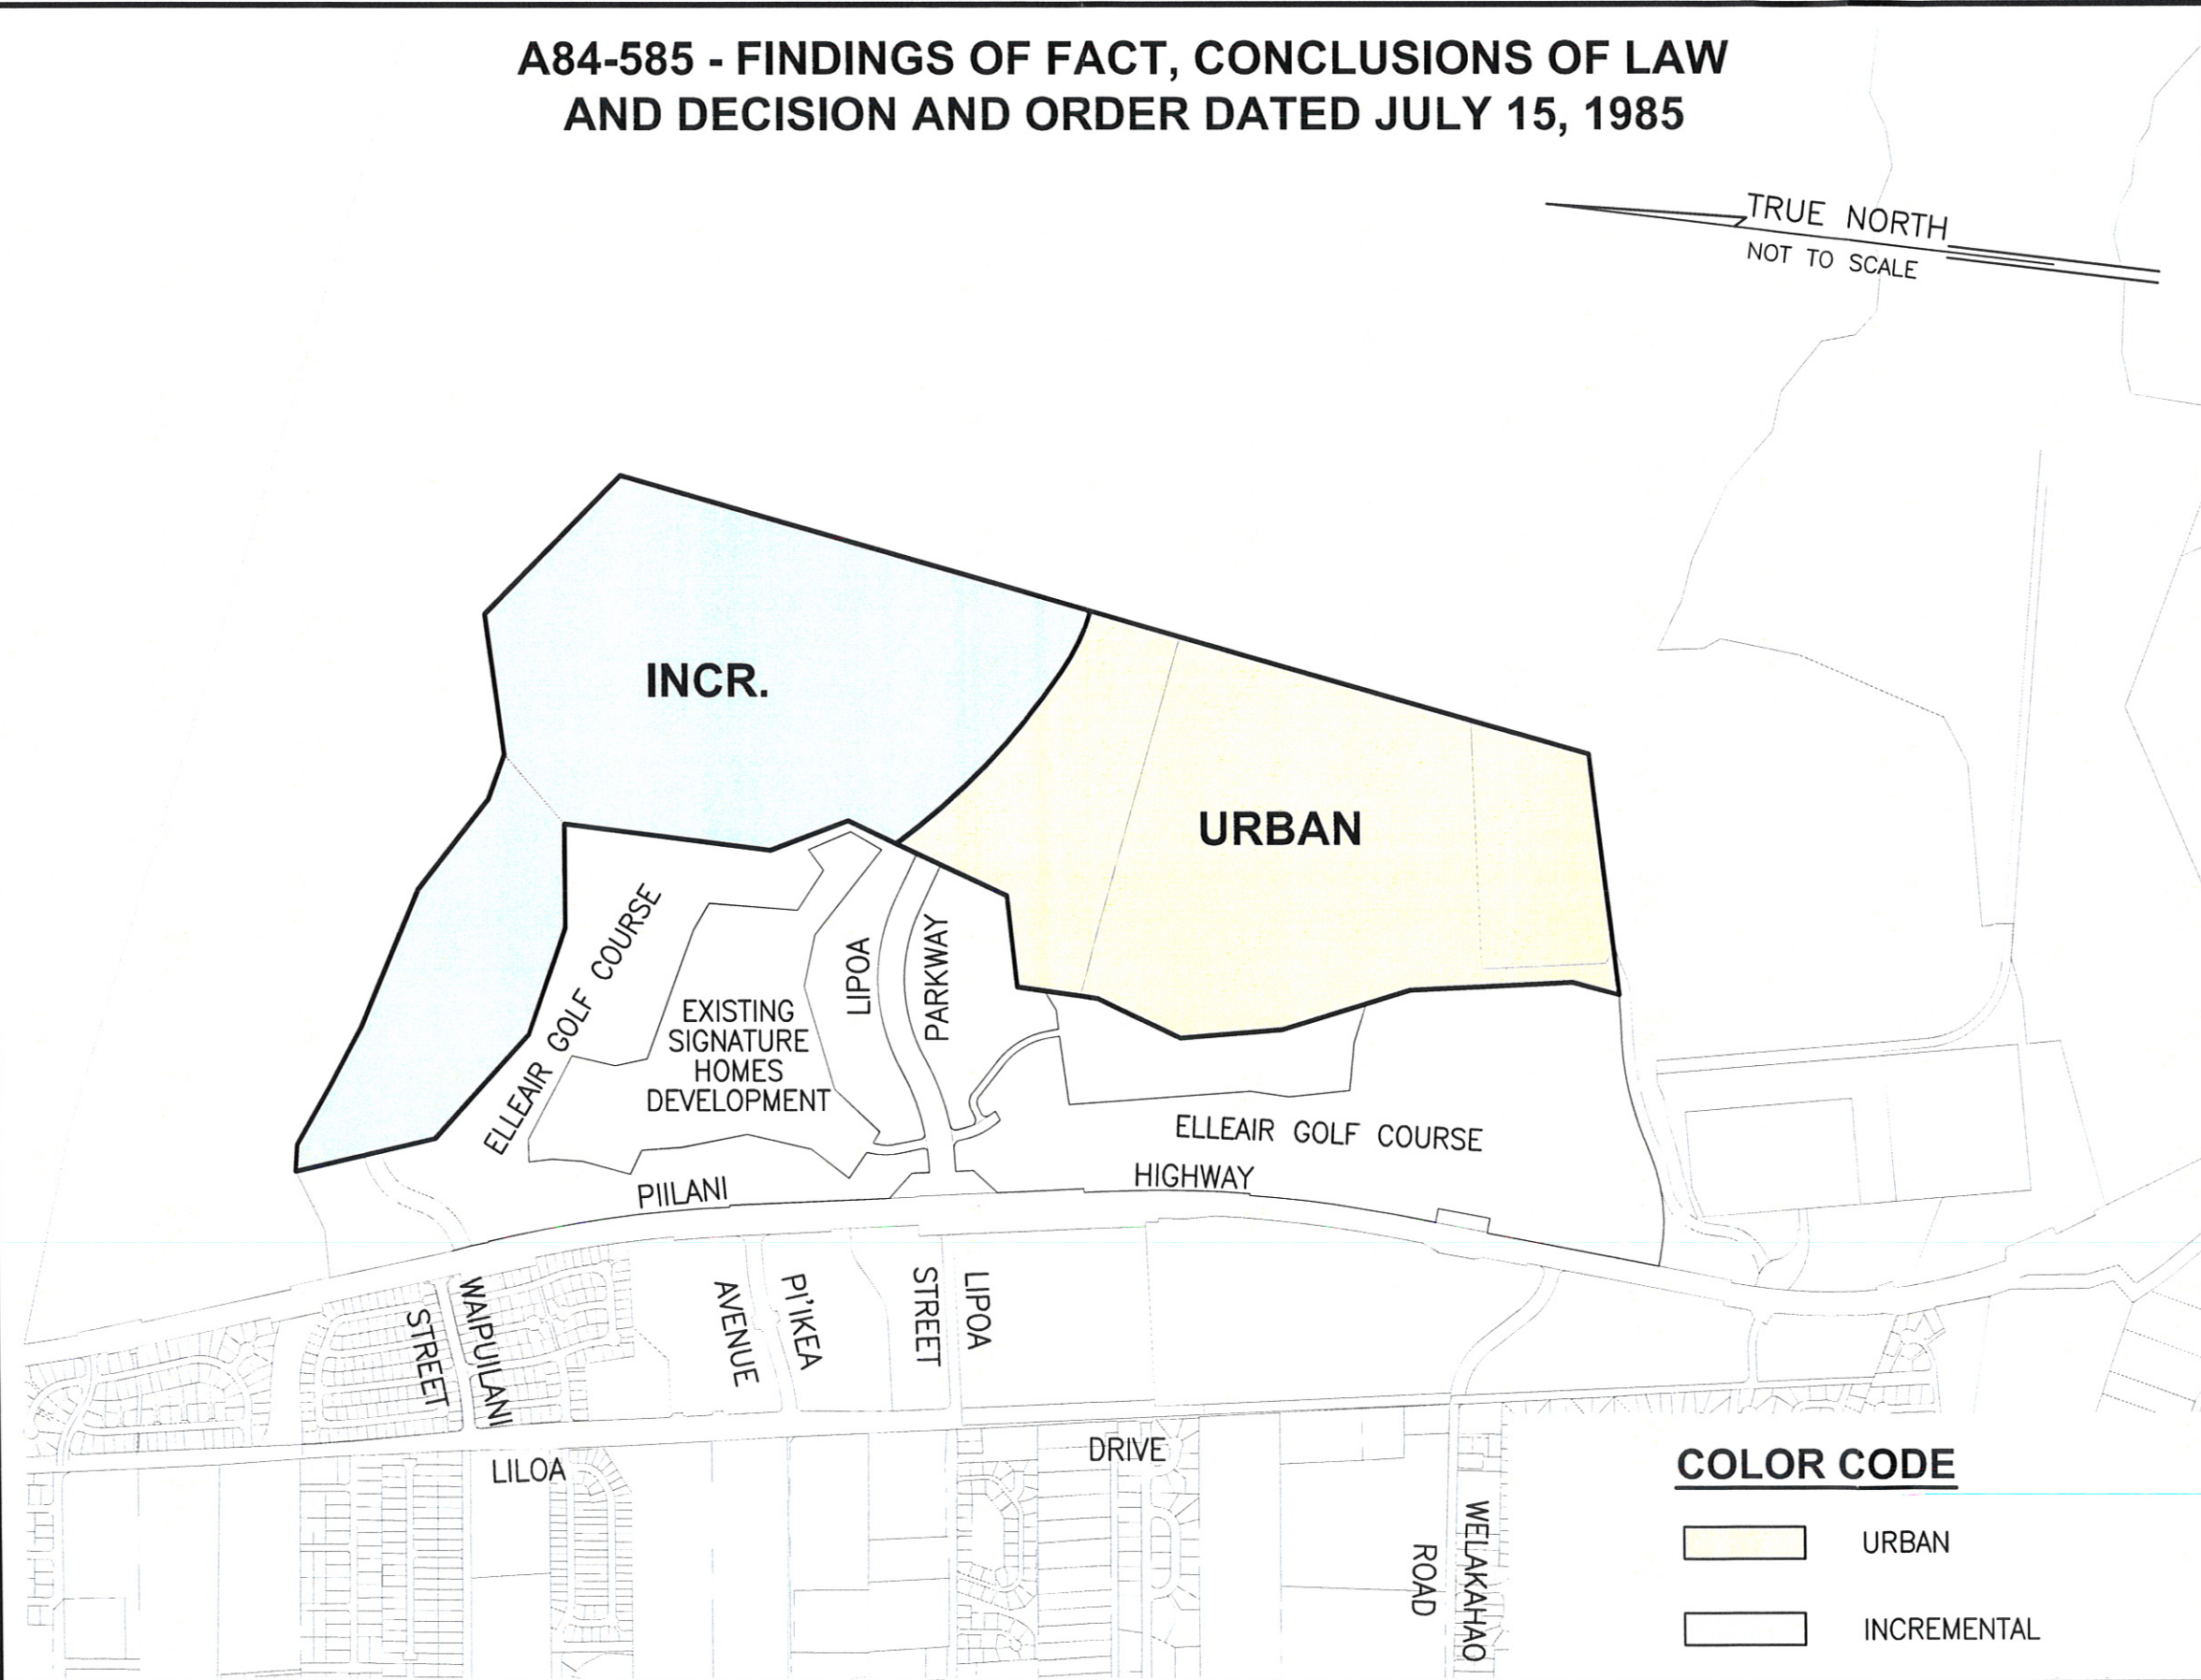 A84-585 - FINDINGS OF FACT, CONCLUSIONS OF LAW
AND DECISION AND ORDER DATED JULY 15, 1985
TRUE NORTH
NOT TO SCALE
INCR.
URBAN
ELLEAIR GOLF COURSE
EXISTING
SIGNATURE
HOMES
DEVELOPMENT
LIPOA
PARKWAY
ELLEAIR GOLF COURSE
PIILANI
HIGHWAY
WAIPUILANI
STREET
PI'IKEA
AVENUE
LIPOA
STREET
LILOA
DRIVE
WELAKAHAO
ROAD
COLOR CODE
URBAN
INCREMENTAL